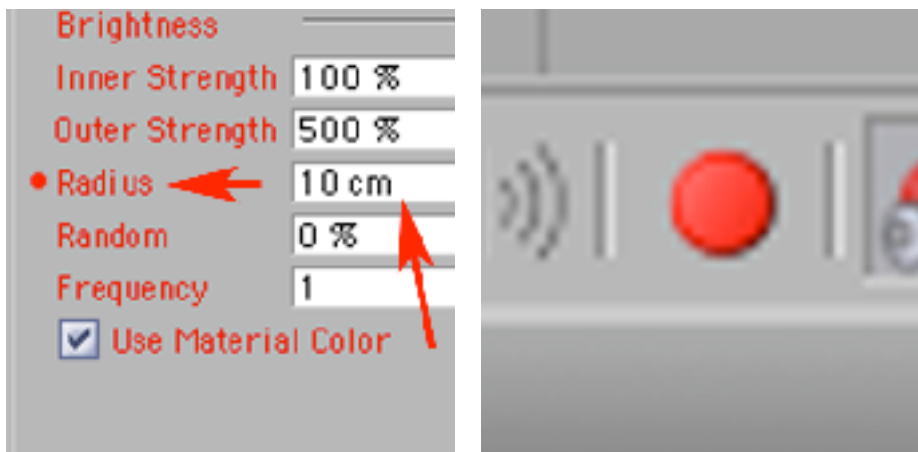 Brightness
Inner Strength 100 %
Outer Strength 500 %
Radius 10 cm
Random 0 %
Frequency 1
Use Material Color